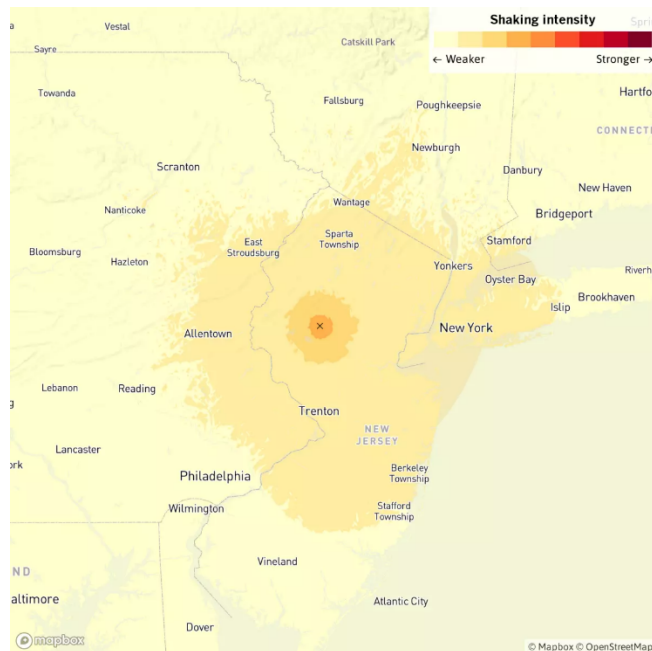 Shaking intensity
← Weaker
Stronger →
Spri
Vestal
Sayre
Catskill Park
Towanda
Fallsburg
Poughkeepsie
Hartfo
CONNECT
Newburgh
Scranton
Danbury
New Haven
Nanticoke
Wantage
Bridgeport
East
Stroudsburg
Sparta
Township
Stamford
Bloomsburg
Hazleton
Yonkers
Oyster Bay
Riverh
Brookhaven
Islip
Allentown
New York
Lebanon
Reading
Trenton
NEW
JERSEY
Lancaster
ork
Philadelphia
Berkeley
Township
Wilmington
Stafford
Township
Vineland
ND
altimore
Atlantic City
Dover
mapbox
© Mapbox © OpenStreetMap